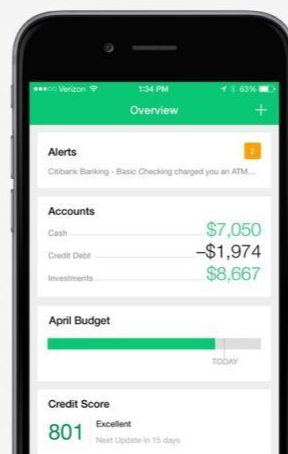 Verizon 1:34 PM 63%
Overview +
Alerts 2
Citibank Banking - Basic Checking charged you an ATM...
Accounts
Cash $7,050
Credit Debt –$1,974
Investments $8,667
April Budget
TODAY
Credit Score
801 Excellent
Next Update in 15 days